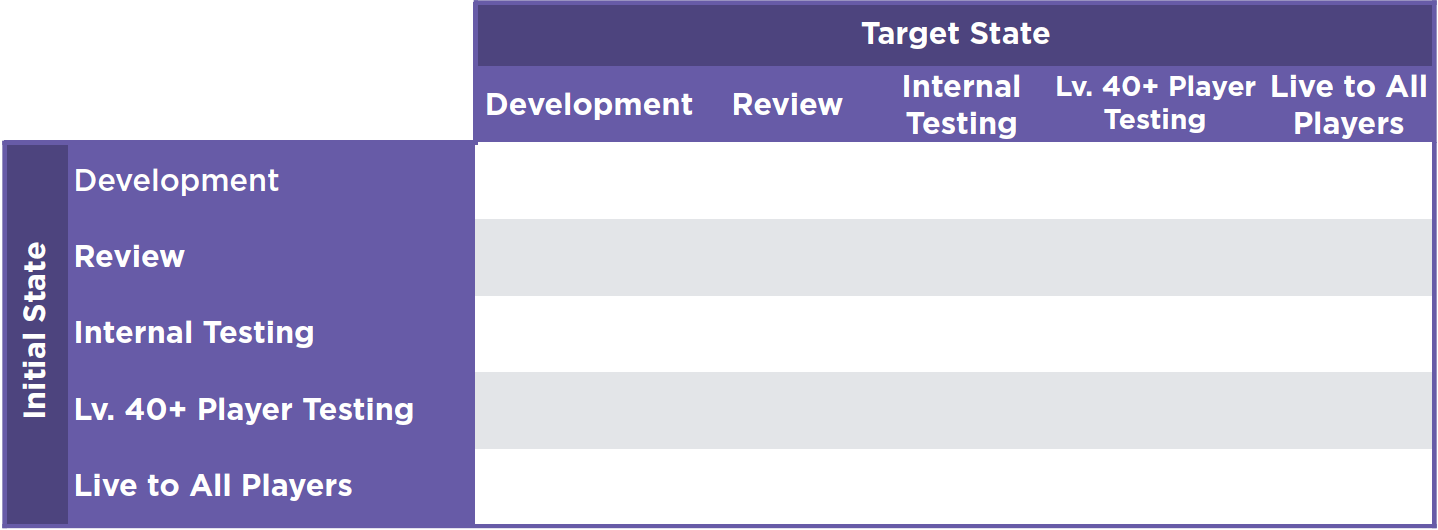 Target State
Development
Review
Internal
Testing
Lv. 40+ Player
Testing
Live to All
Players
Initial State
Development
Review
Internal Testing
Lv. 40+ Player Testing
Live to All Players